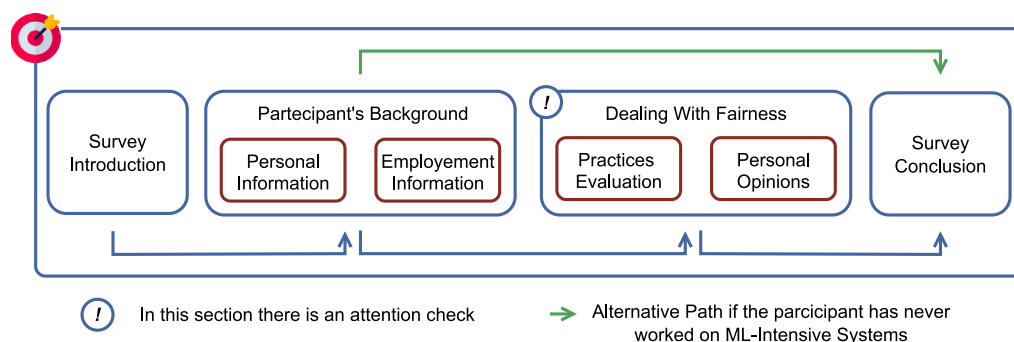 Survey
Introduction
Partecipant's Background
Personal
Information
Employement
Information
!
Dealing With Fairness
Practices
Evaluation
Personal
Opinions
Survey
Conclusion
! In this section there is an attention check
Alternative Path if the parcicipant has never
worked on ML-Intensive Systems